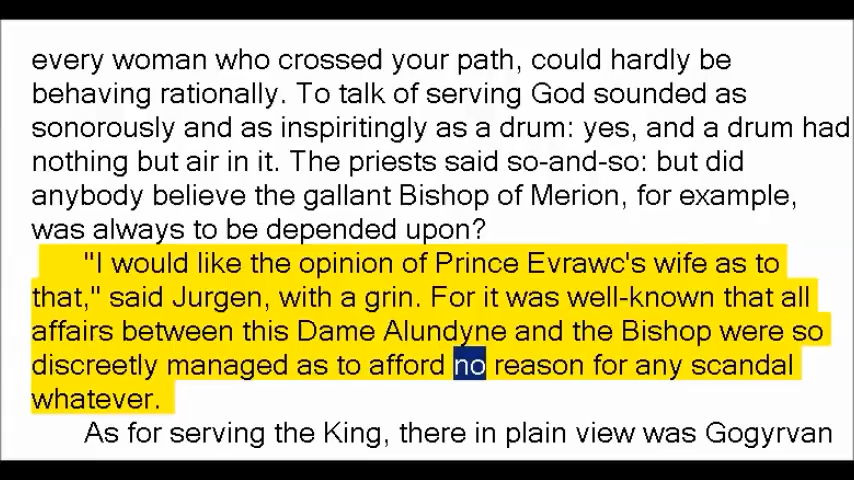 every woman who crossed your path, could hardly be
behaving rationally. To talk of serving God sounded as
sonorously and as inspiritingly as a drum: yes, and a drum had
nothing but air in it. The priests said so-and-so: but did
anybody believe the gallant Bishop of Merion, for example,
was always to be depended upon?
"I would like the opinion of Prince Evrawc's wife as to
that," said Jurgen, with a grin. For it was well-known that all
affairs between this Dame Alundyne and the Bishop were so
discreetly managed as to afford no reason for any scandal
whatever.
As for serving the King, there in plain view was Gogyrvan